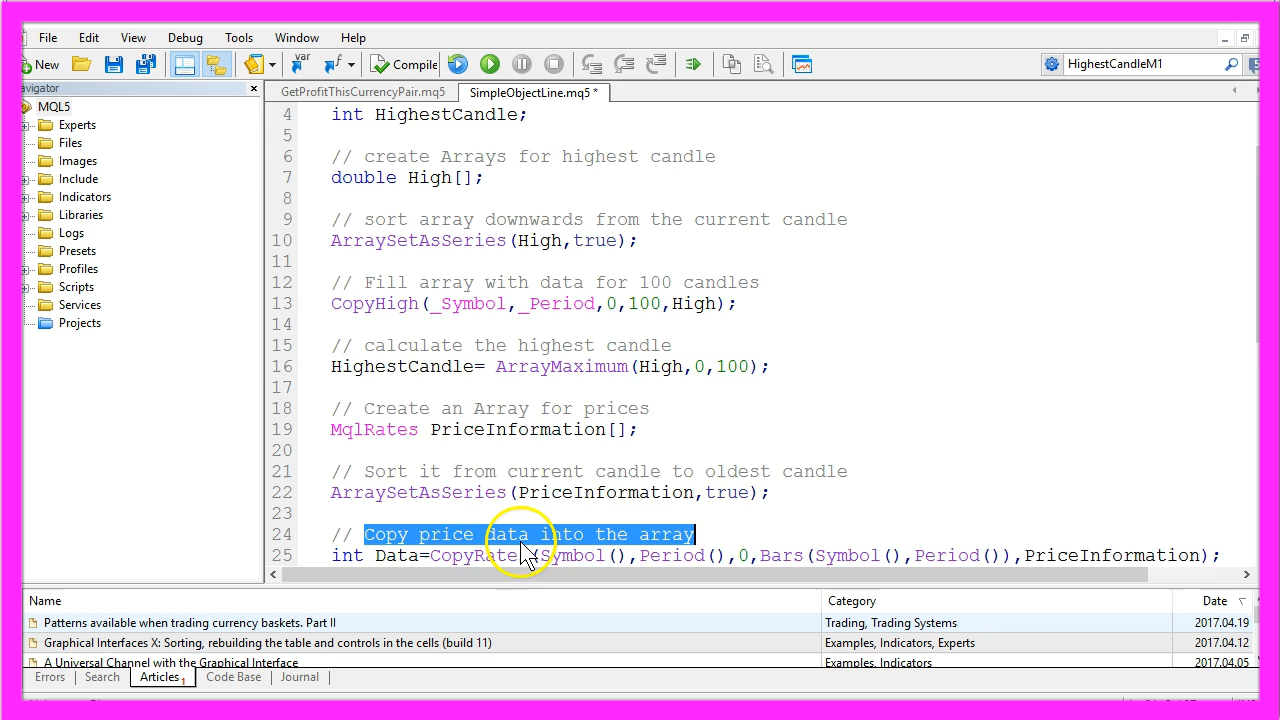 File Edit View Debug Tools Window Help
New Compile HighestCandleM1
MQL5
Experts
Files
Images
Include
Indicators
Libraries
Logs
Presets
Profiles
Scripts
Services
Projects
GetProfitThisCurrencyPair.mq5 SimpleObjectLine.mq5 *
4 int HighestCandle;
5
6 // create Arrays for highest candle
7 double High[];
8
9 // sort array downwards from the current candle
10 ArraySetAsSeries(High,true);
11
12 // Fill array with data for 100 candles
13 CopyHigh(_Symbol,_Period,0,100,High);
14
15 // calculate the highest candle
16 HighestCandle= ArrayMaximum(High,0,100);
17
18 // Create an Array for prices
19 MqlRates PriceInformation[];
20
21 // Sort it from current candle to oldest candle
22 ArraySetAsSeries(PriceInformation,true);
23
24 // Copy price data into the array
25 int Data=CopyRates(Symbol(),Period(),0,Bars(Symbol(),Period()),PriceInformation);
Name Category Date
Patterns available when trading currency baskets. Part II Trading, Trading Systems 2017.04.19
Graphical Interfaces X: Sorting, rebuilding the table and controls in the cells (build 11) Examples, Indicators, Experts 2017.04.12
A Universal Channel with the Graphical Interface Examples, Indicators 2017.04.05
Errors Search Articles 1 Code Base Journal